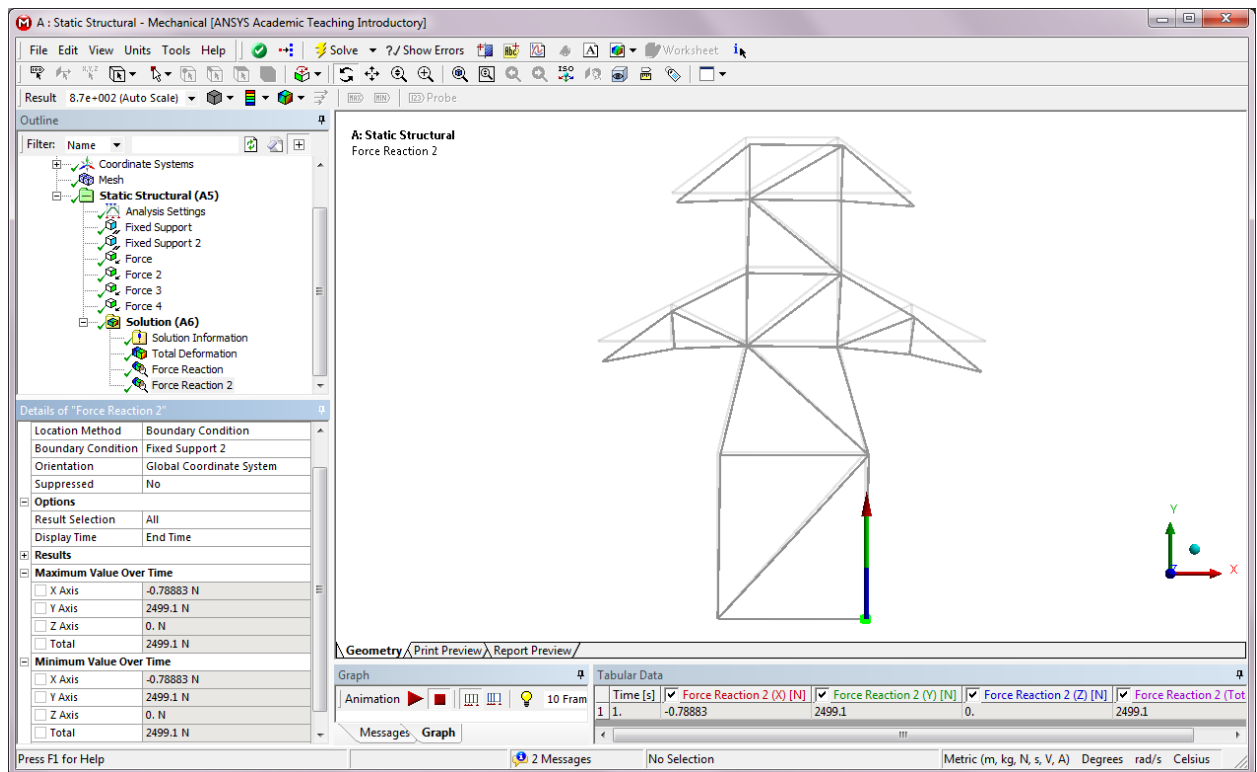 A : Static Structural - Mechanical [ANSYS Academic Teaching Introductory]
File Edit View Units Tools Help Solve ?✓ Show Errors Worksheet
Result 8.7e+002 (Auto Scale) Probe
Outline
Filter: Name
Coordinate Systems
Mesh
Static Structural (A5)
Analysis Settings
Fixed Support
Fixed Support 2
Force
Force 2
Force 3
Force 4
Solution (A6)
Solution Information
Total Deformation
Force Reaction
Force Reaction 2
Details of "Force Reaction 2"
Location Method Boundary Condition
Boundary Condition Fixed Support 2
Orientation Global Coordinate System
Suppressed No
Options
Result Selection All
Display Time End Time
Results
Maximum Value Over Time
X Axis -0.78883 N
Y Axis 2499.1 N
Z Axis 0. N
Total 2499.1 N
Minimum Value Over Time
X Axis -0.78883 N
Y Axis 2499.1 N
Z Axis 0. N
Total 2499.1 N
A: Static Structural
Force Reaction 2
Y
X
Geometry Print Preview Report Preview
Graph
Animation 10 Fram
Messages Graph
Tabular Data
Time [s] Force Reaction 2 (X) [N] Force Reaction 2 (Y) [N] Force Reaction 2 (Z) [N] Force Reaction 2 (Tot
1 1. -0.78883 2499.1 0. 2499.1
Press F1 for Help 2 Messages No Selection Metric (m, kg, N, s, V, A) Degrees rad/s Celsius